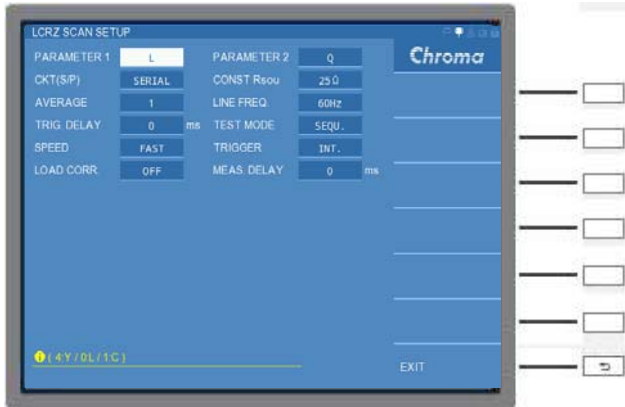 LCRZ SCAN SETUP
Chroma
PARAMETER 1 L PARAMETER 2 Q
CKT(S/P) SERIAL CONST Rsou 25Ω
AVERAGE 1 LINE FREQ. 60Hz
TRIG. DELAY 0 ms TEST MODE SEQU.
SPEED FAST TRIGGER INT.
LOAD CORR. OFF MEAS. DELAY 0 ms
(4Y/0L/1C)
EXIT